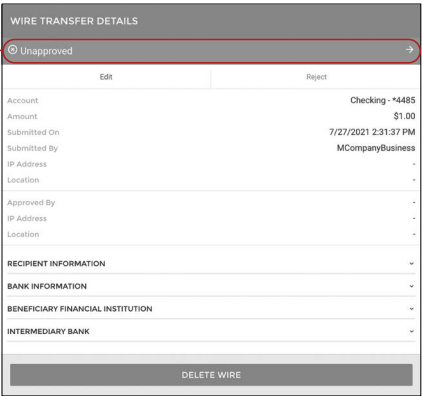 WIRE TRANSFER DETAILS
Unapproved
Edit Reject
Account Checking - *4485
Amount $1.00
Submitted On 7/27/2021 2:31:37 PM
Submitted By MCompanyBusiness
IP Address -
Location -
Approved By -
IP Address -
Location -
RECIPIENT INFORMATION
BANK INFORMATION
BENEFICIARY FINANCIAL INSTITUTION
INTERMEDIARY BANK
DELETE WIRE